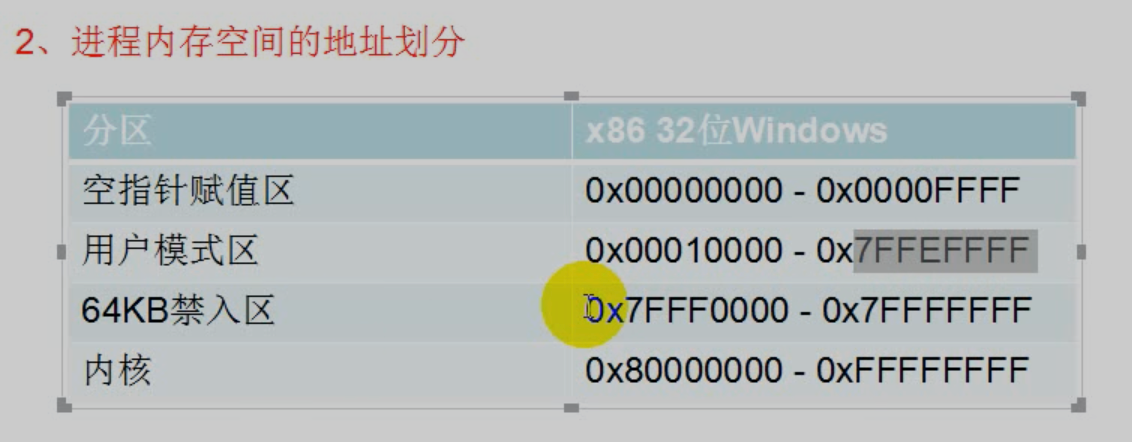 2、进程内存空间的地址划分
分区 x86 32位Windows
空指针赋值区 0x00000000 - 0x0000FFFF
用户模式区 0x00010000 - 0x7FFEFFFF
64KB禁入区 0x7FFF0000 - 0x7FFFFFFF
内核 0x80000000 - 0xFFFFFFFF